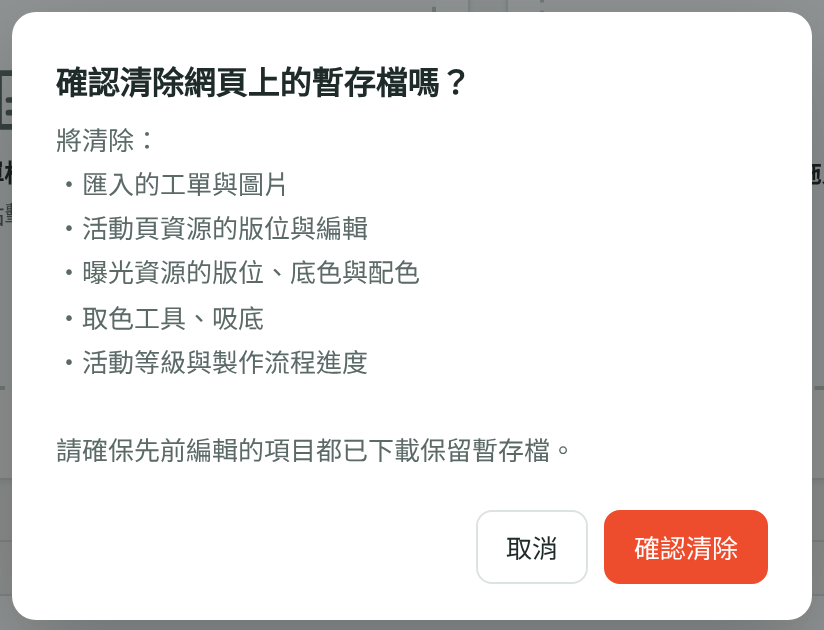 確認清除網頁上的暫存檔嗎？
將清除：
・匯入的工單與圖片
・活動頁資源的版位與編輯
・曝光資源的版位、底色與配色
・取色工具、吸底
・活動等級與製作流程進度
請確保先前編輯的項目都已下載保留暫存檔。
取消
確認清除